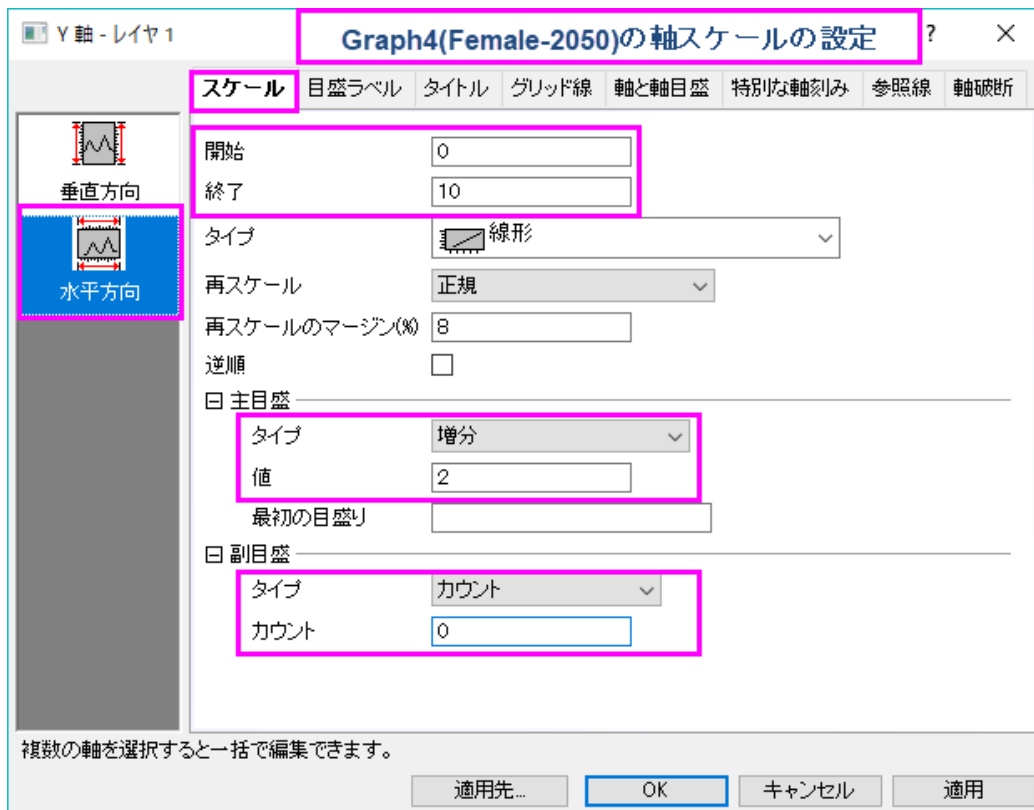 Y 軸 - レイヤ 1
Graph4(Female-2050)の軸スケールの設定
?
スケール 目盛ラベル タイトル グリッド線 軸と軸目盛 特別な軸刻み 参照線 軸破断
垂直方向
水平方向
開始 0
終了 10
タイプ 線形
再スケール 正規
再スケールのマージン(%) 8
逆順
主目盛
タイプ 増分
値 2
最初の目盛り
副目盛
タイプ カウント
カウント 0
複数の軸を選択すると一括で編集できます。
適用先... OK キャンセル 適用